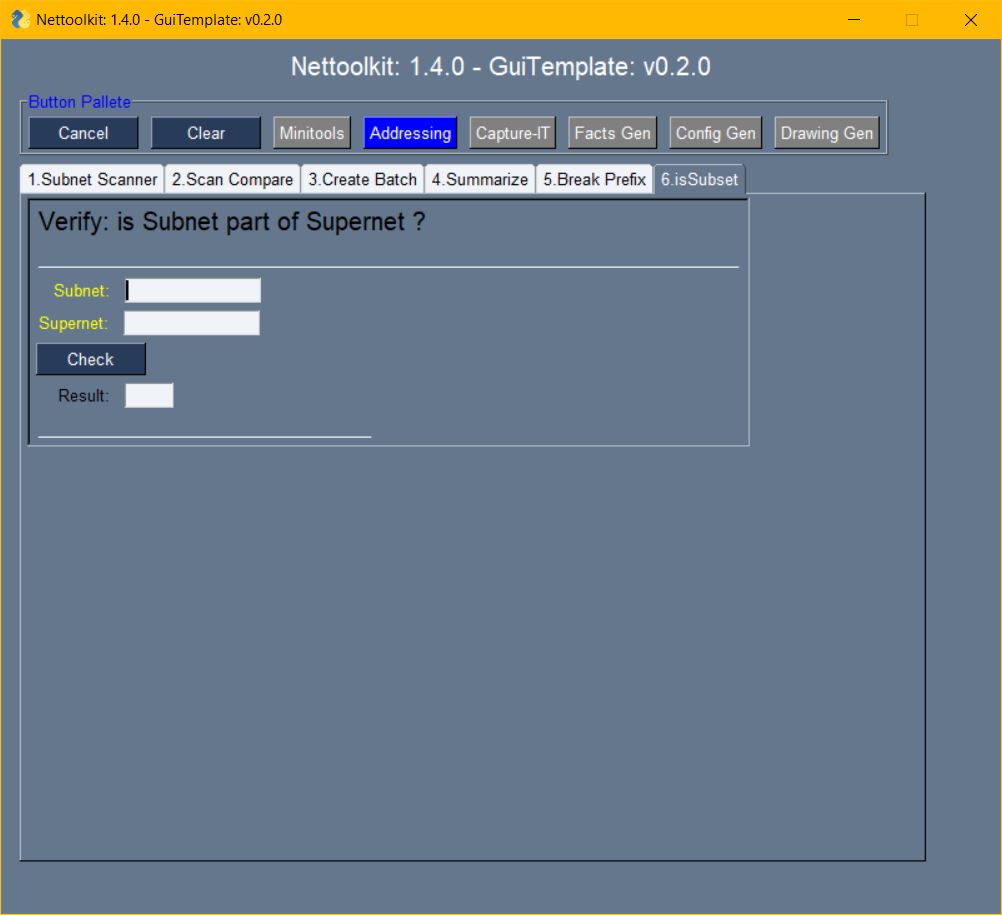 Nettoolkit: 1.4.0 - GuiTemplate: v0.2.0
Nettoolkit: 1.4.0 - GuiTemplate: v0.2.0
Button Pallete
Cancel Clear Minitools Addressing Capture-IT Facts Gen Config Gen Drawing Gen
1.Subnet Scanner 2.Scan Compare 3.Create Batch 4.Summarize 5.Break Prefix 6.isSubset
Verify: is Subnet part of Supernet ?
Subnet:
Supernet:
Check
Result: